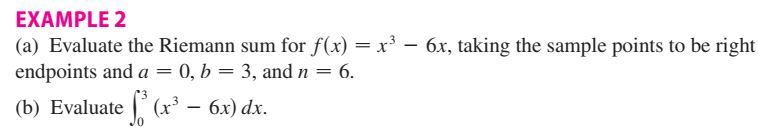 EXAMPLE 2
(a) Evaluate the Riemann sum for f(x) = x³ − 6x, taking the sample points to be right
endpoints and a = 0, b = 3, and n = 6.
(b) Evaluate ∫₀³ (x³ − 6x) dx.